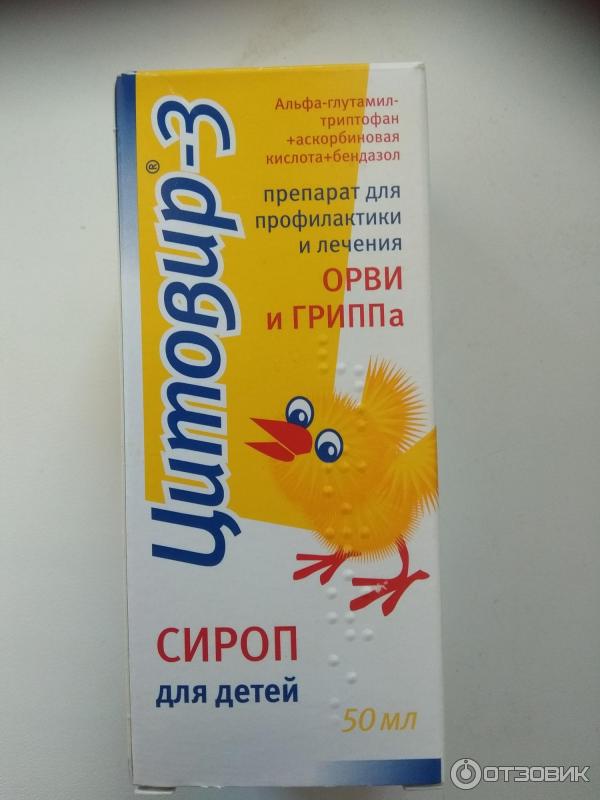 Цитовир®-3
Альфа-глутамил-
триптофан
+аскорбиновая
кислота+бендазол
препарат для
профилактики
и лечения
ОРВИ
и ГРИППа
СИРОП
для детей
50 мл
ОТЗОВИК